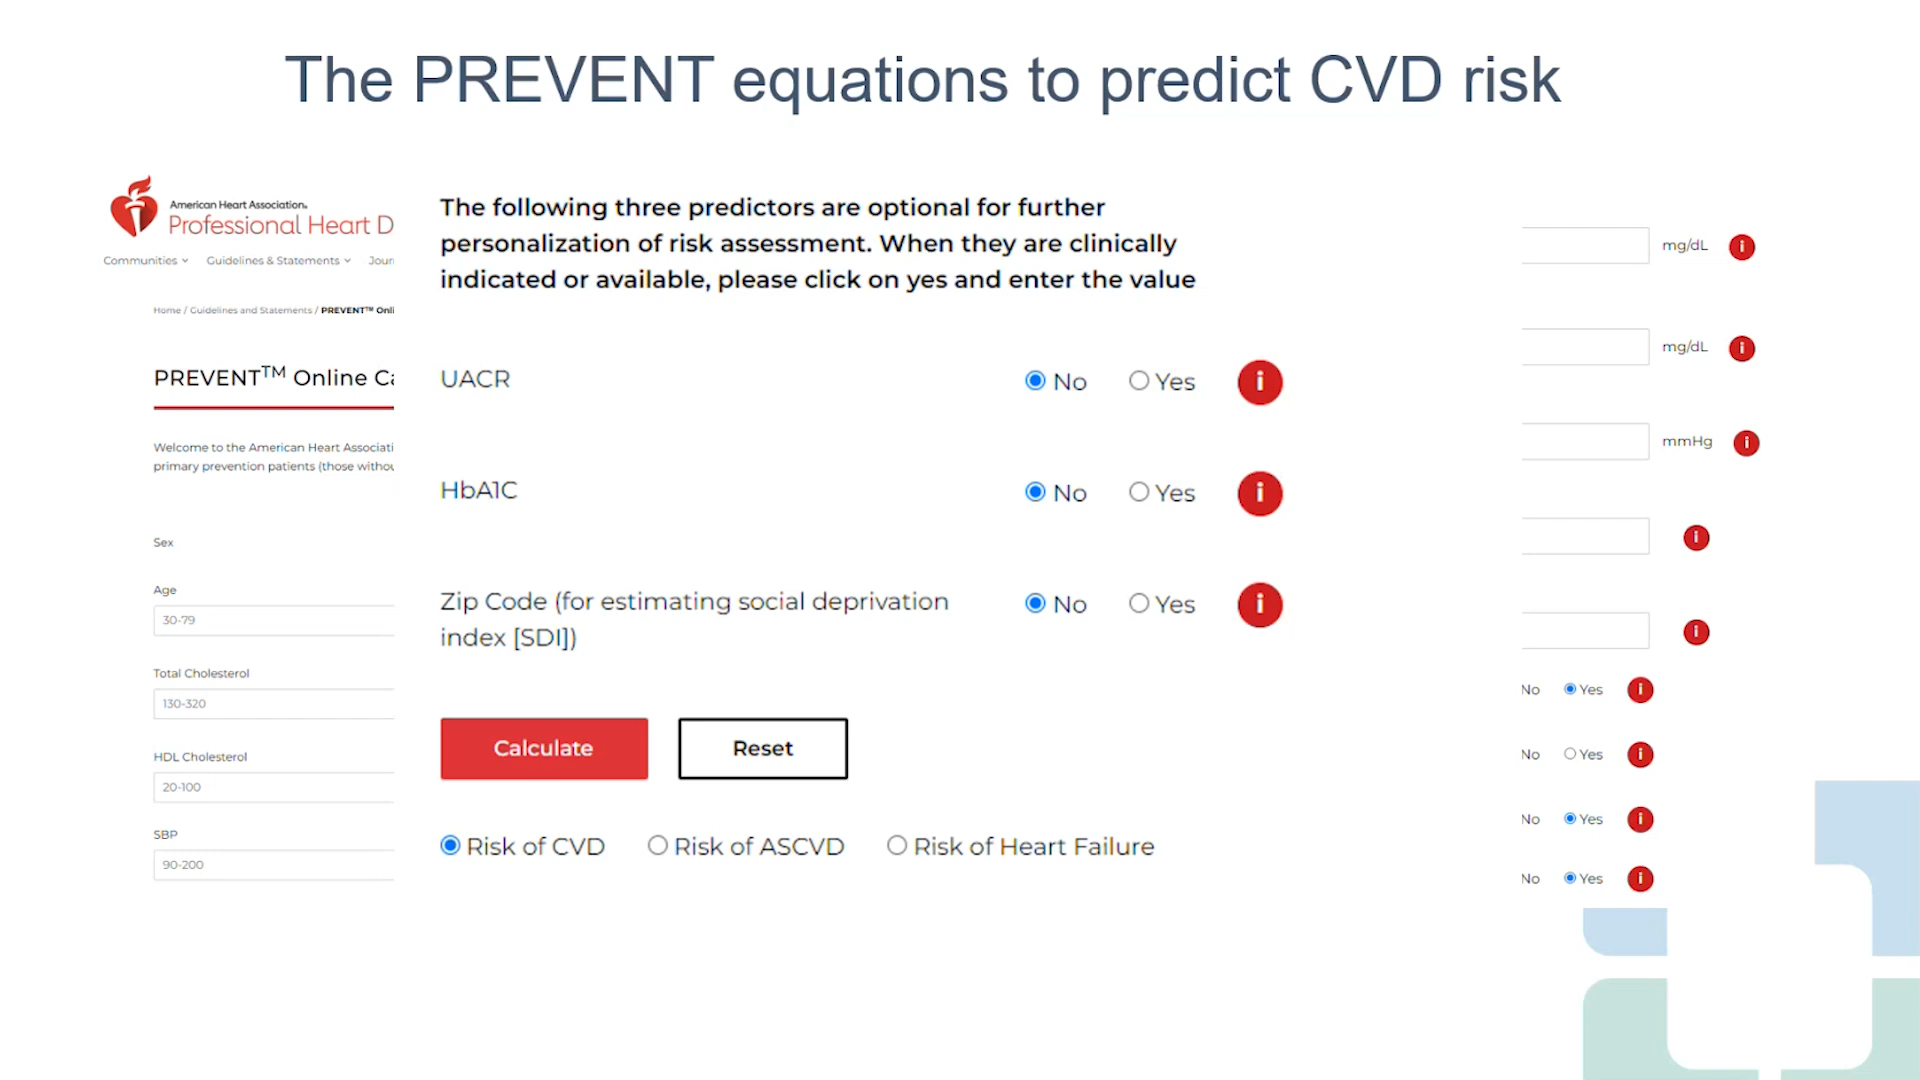 The PREVENT equations to predict CVD risk
American Heart Association®
Professional Heart D
Communities
Guidelines & Statements
Jour
Home / Guidelines and Statements / PREVENT™ Onli
PREVENT™ Online Ca
Welcome to the American Heart Associati
primary prevention patients (those withou
Sex
Age
30-79
Total Cholesterol
130-320
HDL Cholesterol
20-100
SBP
90-200
The following three predictors are optional for further
personalization of risk assessment. When they are clinically
indicated or available, please click on yes and enter the value
UACR No Yes i
HbA1C No Yes i
Zip Code (for estimating social deprivation
index [SDI]) No Yes i
Calculate Reset
Risk of CVD Risk of ASCVD Risk of Heart Failure
mg/dL i
mg/dL i
mmHg i
i
i
No Yes i
No Yes i
No Yes i
No Yes i